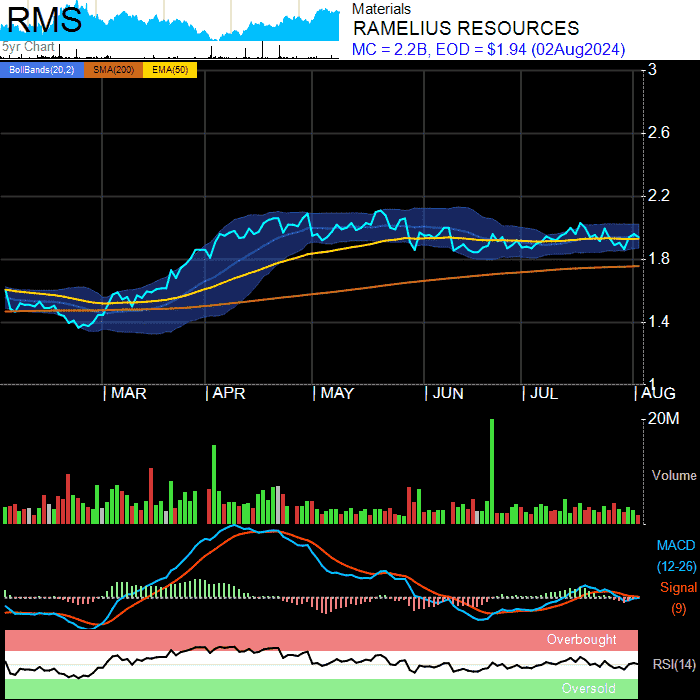 RMS
5yr Chart
Materials
RAMELIUS RESOURCES
MC = 2.2B, EOD = $1.94 (02Aug2024)
BollBands(20,2) SMA(200) EMA(50)
3
2.6
2.2
1.8
1.4
1
MAR APR MAY JUN JUL AUG
20M
Volume
MACD
(12-26)
Signal
(9)
Overbought
RSI(14)
Oversold